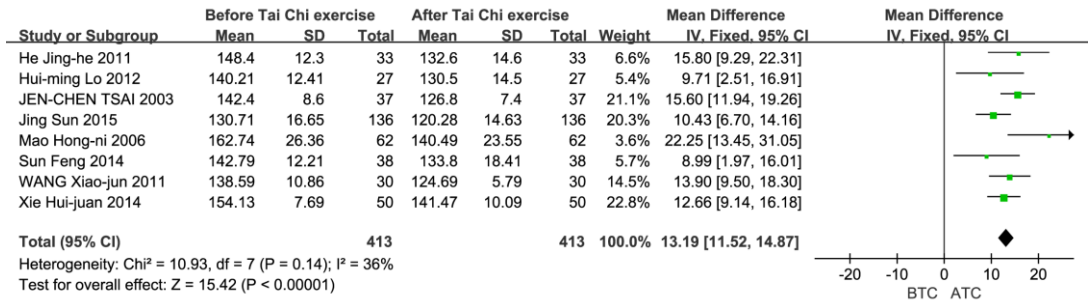 Before Tai Chi exercise After Tai Chi exercise Mean Difference Mean Difference
Study or Subgroup Mean SD Total Mean SD Total Weight IV, Fixed, 95% CI IV, Fixed, 95% CI
He Jing-he 2011 148.4 12.3 33 132.6 14.6 33 6.6% 15.80 [9.29, 22.31]
Hui-ming Lo 2012 140.21 12.41 27 130.5 14.5 27 5.4% 9.71 [2.51, 16.91]
JEN-CHEN TSAI 2003 142.4 8.6 37 126.8 7.4 37 21.1% 15.60 [11.94, 19.26]
Jing Sun 2015 130.71 16.65 136 120.28 14.63 136 20.3% 10.43 [6.70, 14.16]
Mao Hong-ni 2006 162.74 26.36 62 140.49 23.55 62 3.6% 22.25 [13.45, 31.05]
Sun Feng 2014 142.79 12.21 38 133.8 18.41 38 5.7% 8.99 [1.97, 16.01]
WANG Xiao-jun 2011 138.59 10.86 30 124.69 5.79 30 14.5% 13.90 [9.50, 18.30]
Xie Hui-juan 2014 154.13 7.69 50 141.47 10.09 50 22.8% 12.66 [9.14, 16.18]
Total (95% CI) 413 413 100.0% 13.19 [11.52, 14.87]
Heterogeneity: Chi² = 10.93, df = 7 (P = 0.14); I² = 36%
Test for overall effect: Z = 15.42 (P < 0.00001)
-20 -10 0 10 20
BTC ATC